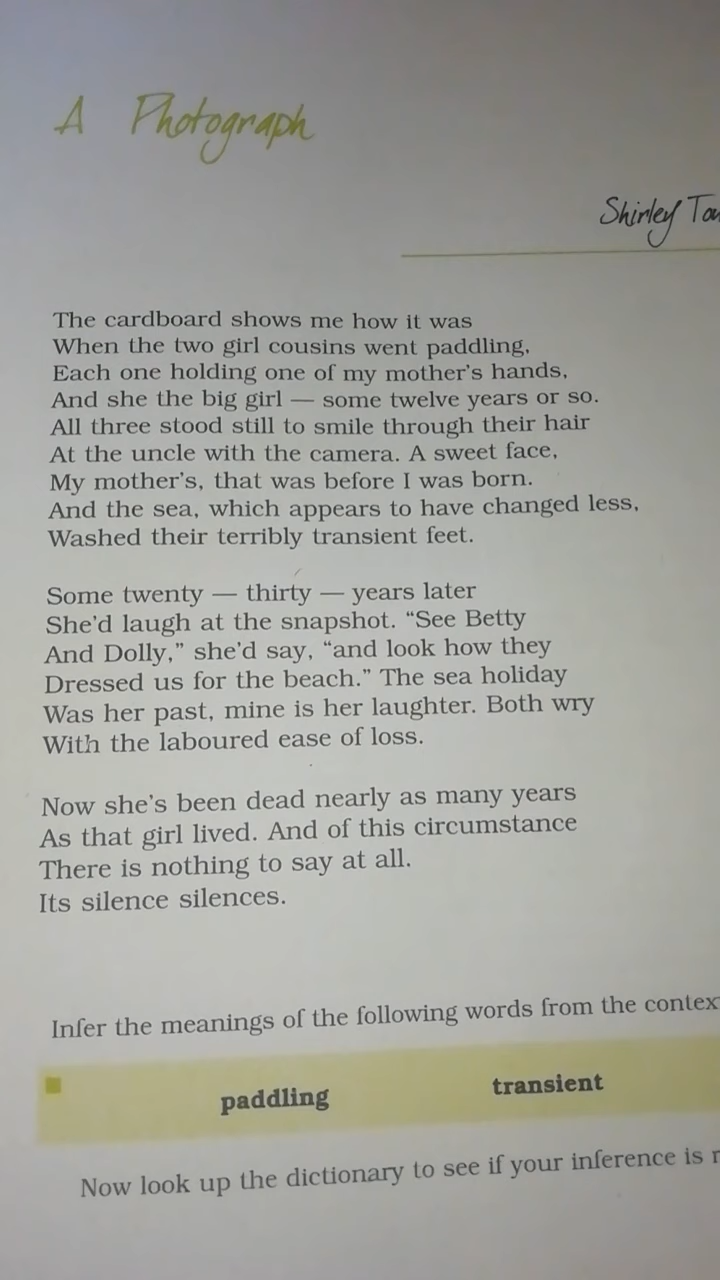 A Photograph
Shirley
The cardboard shows me how it was
When the two girl cousins went paddling,
Each one holding one of my mother's hands,
And she the big girl — some twelve years or so.
All three stood still to smile through their hair
At the uncle with the camera. A sweet face,
My mother's, that was before I was born.
And the sea, which appears to have changed less,
Washed their terribly transient feet.
Some twenty — thirty — years later
She'd laugh at the snapshot. “See Betty
And Dolly,” she'd say, “and look how they
Dressed us for the beach.” The sea holiday
Was her past, mine is her laughter. Both wry
With the laboured ease of loss.
Now she's been dead nearly as many years
As that girl lived. And of this circumstance
There is nothing to say at all.
Its silence silences.
Infer the meanings of the following words from the
paddling transient
Now look up the dictionary to see if your inference is